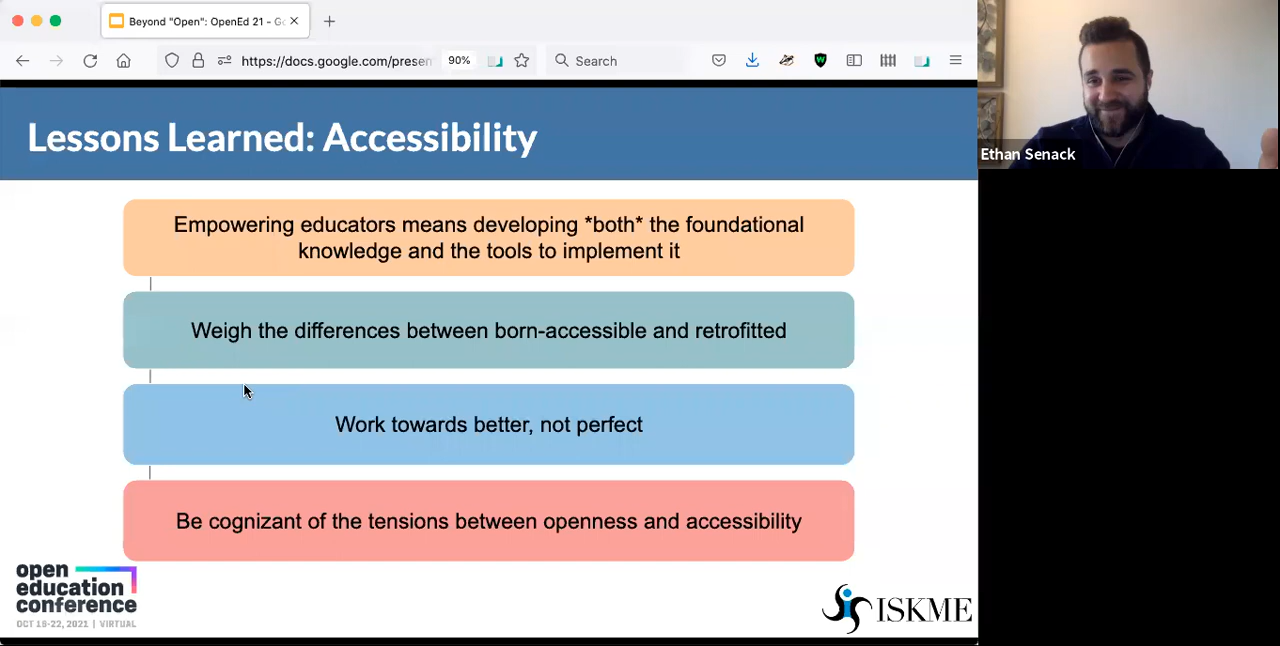 Beyond "Open": OpenEd 21 - Go
https://docs.google.com/presen
90%
Search
Lessons Learned: Accessibility
Ethan Senack
Empowering educators means developing *both* the foundational
knowledge and the tools to implement it
Weigh the differences between born-accessible and retrofitted
Work towards better, not perfect
Be cognizant of the tensions between openness and accessibility
open
education
conference
OCT 18-22, 2021 | VIRTUAL
ISKME